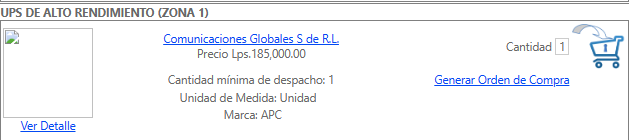 UPS DE ALTO RENDIMIENTO (ZONA 1)
Comunicaciones Globales S de R.L.
Precio Lps.185,000.00
Cantidad 1
Cantidad mínima de despacho: 1
Generar Orden de Compra
Unidad de Medida: Unidad
Marca: APC
Ver Detalle